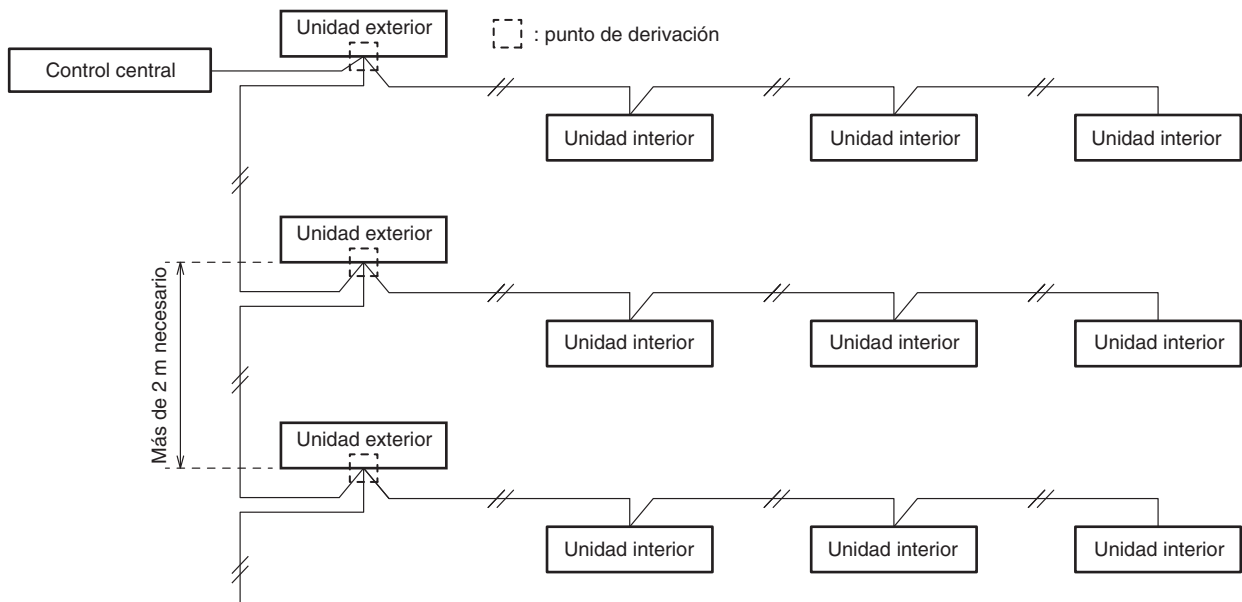 Unidad exterior
: punto de derivación
Control central
Unidad interior
Unidad interior
Unidad interior
Unidad exterior
Más de 2 m necesario
Unidad interior
Unidad interior
Unidad interior
Unidad exterior
Unidad interior
Unidad interior
Unidad interior